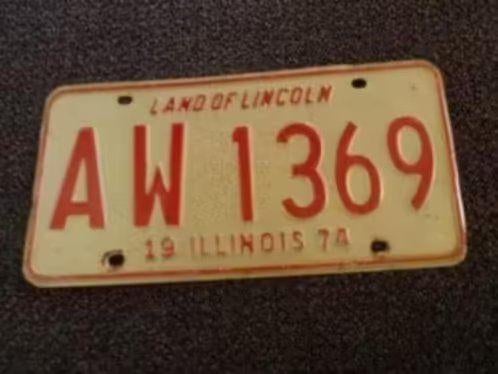 LAND OF LINCOLN
AW 1369
19 ILLINOIS 74